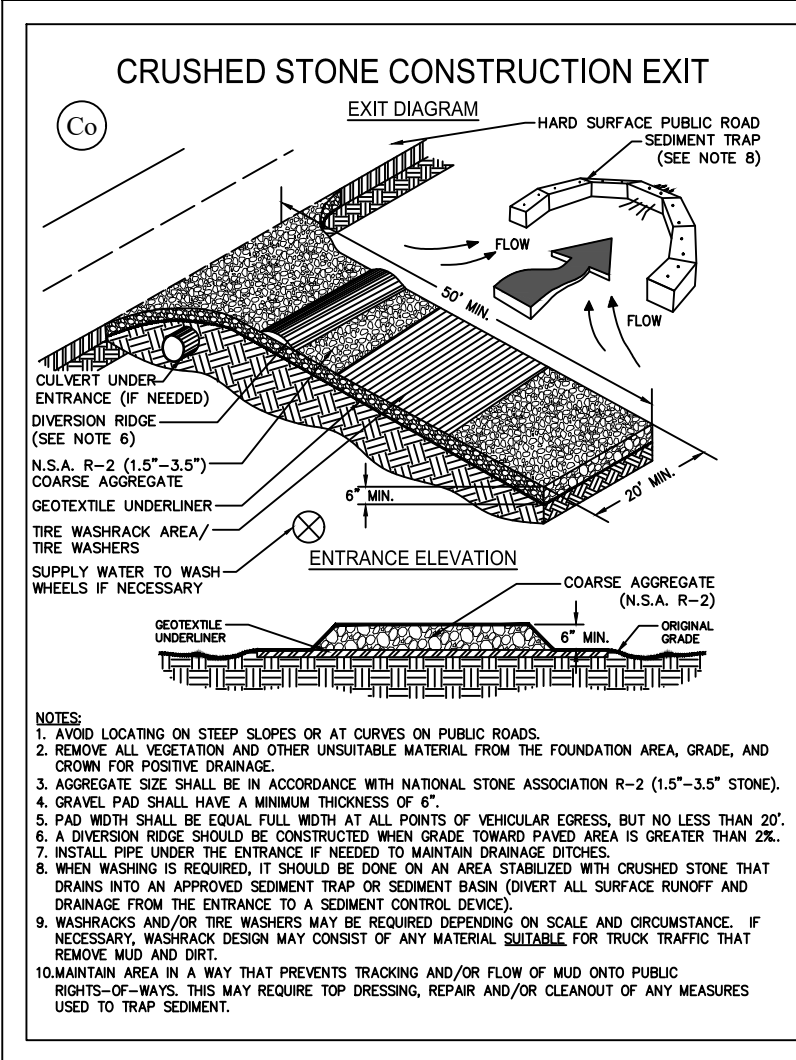 CRUSHED STONE CONSTRUCTION EXIT
Co
EXIT DIAGRAM
HARD SURFACE PUBLIC ROAD
SEDIMENT TRAP
(SEE NOTE 8)
FLOW
50' MIN.
FLOW
CULVERT UNDER
ENTRANCE (IF NEEDED)
DIVERSION RIDGE
(SEE NOTE 6)
N.S.A. R-2 (1.5"-3.5")
COARSE AGGREGATE
GEOTEXTILE UNDERLINER
TIRE WASHRACK AREA/
TIRE WASHERS
SUPPLY WATER TO WASH
WHEELS IF NECESSARY
6" MIN.
20' MIN.
ENTRANCE ELEVATION
COARSE AGGREGATE
(N.S.A. R-2)
GEOTEXTILE
UNDERLINER
6" MIN.
ORIGINAL
GRADE
NOTES:
1. AVOID LOCATING ON STEEP SLOPES OR AT CURVES ON PUBLIC ROADS.
2. REMOVE ALL VEGETATION AND OTHER UNSUITABLE MATERIAL FROM THE FOUNDATION AREA, GRADE, AND
CROWN FOR POSITIVE DRAINAGE.
3. AGGREGATE SIZE SHALL BE IN ACCORDANCE WITH NATIONAL STONE ASSOCIATION R-2 (1.5"-3.5" STONE).
4. GRAVEL PAD SHALL HAVE A MINIMUM THICKNESS OF 6".
5. PAD WIDTH SHALL BE EQUAL FULL WIDTH AT ALL POINTS OF VEHICULAR EGRESS, BUT NO LESS THAN 20'.
6. A DIVERSION RIDGE SHOULD BE CONSTRUCTED WHEN GRADE TOWARD PAVED AREA IS GREATER THAN 2%..
7. INSTALL PIPE UNDER THE ENTRANCE IF NEEDED TO MAINTAIN DRAINAGE DITCHES.
8. WHEN WASHING IS REQUIRED, IT SHOULD BE DONE ON AN AREA STABILIZED WITH CRUSHED STONE THAT
DRAINS INTO AN APPROVED SEDIMENT TRAP OR SEDIMENT BASIN (DIVERT ALL SURFACE RUNOFF AND
DRAINAGE FROM THE ENTRANCE TO A SEDIMENT CONTROL DEVICE).
9. WASHRACKS AND/OR TIRE WASHERS MAY BE REQUIRED DEPENDING ON SCALE AND CIRCUMSTANCE. IF
NECESSARY, WASHRACK DESIGN MAY CONSIST OF ANY MATERIAL SUITABLE FOR TRUCK TRAFFIC THAT
REMOVE MUD AND DIRT.
10.MAINTAIN AREA IN A WAY THAT PREVENTS TRACKING AND/OR FLOW OF MUD ONTO PUBLIC
RIGHTS-OF-WAYS. THIS MAY REQUIRE TOP DRESSING, REPAIR AND/OR CLEANOUT OF ANY MEASURES
USED TO TRAP SEDIMENT.